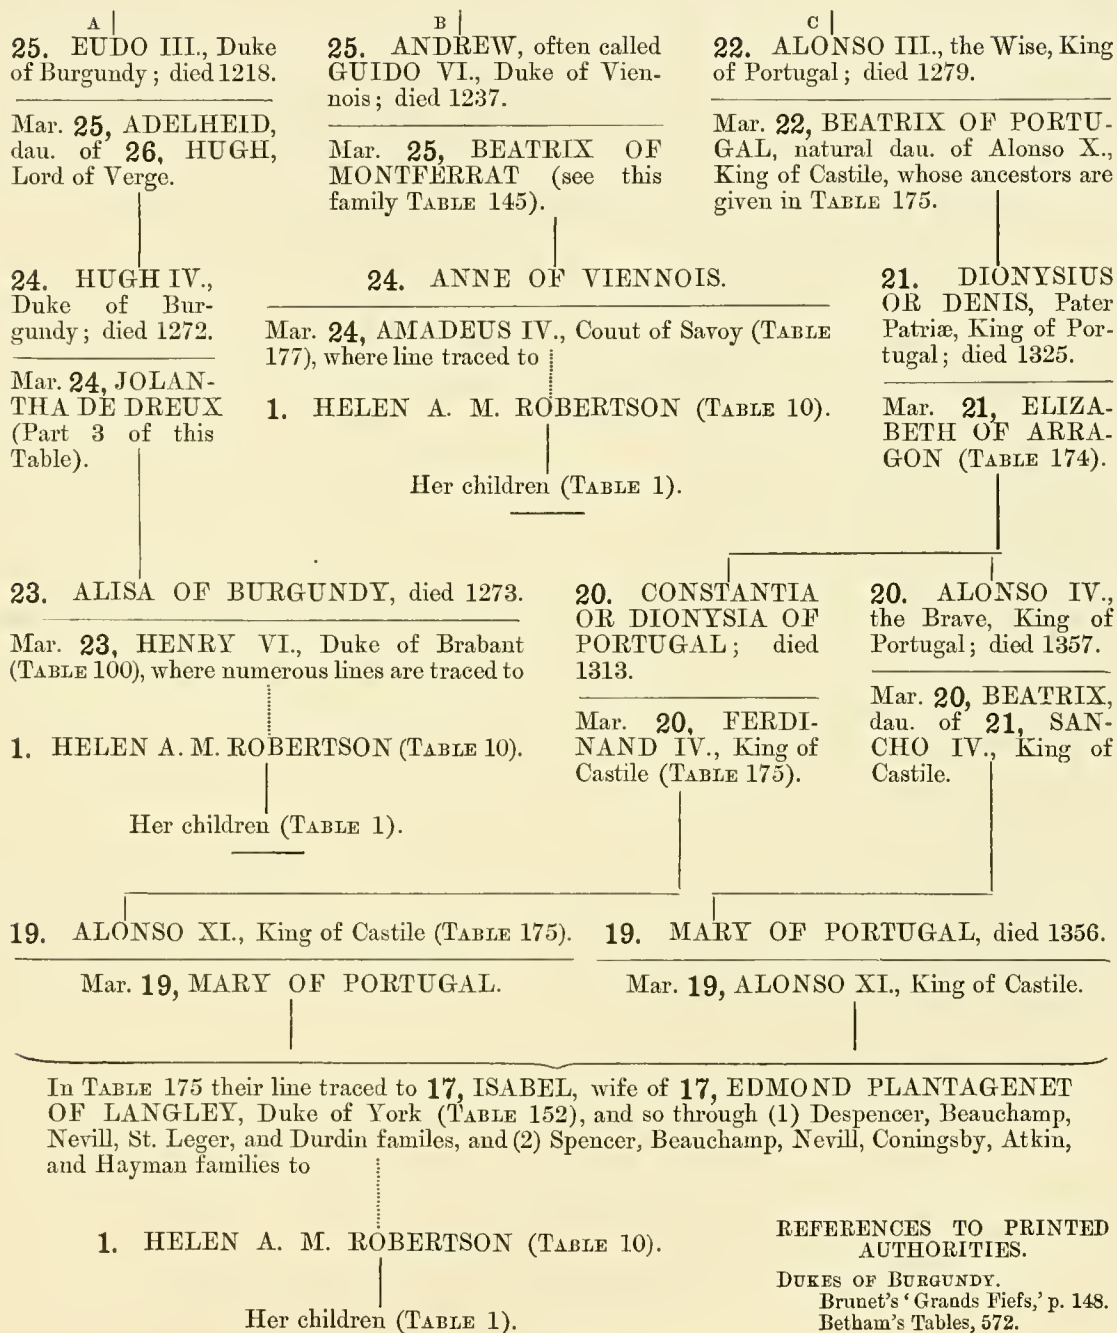 A
25. EUDO III., Duke
of Burgundy; died 1218.
Mar. 25, ADELHEID,
dau. of 26, HUGH,
Lord of Verge.
B
25. ANDREW, often called
GUIDO VI., Duke of Vien-
nois; died 1237.
Mar. 25, BEATRIX OF
MONTFERRAT (see this
family TABLE 145).
C
22. ALONSO III., the Wise, King
of Portugal; died 1279.
Mar. 22, BEATRIX OF PORTU-
GAL, natural dau. of Alonso X.,
King of Castile, whose ancestors are
given in TABLE 175.
24. HUGH IV.,
Duke of Bur-
gundy; died 1272.
Mar. 24, JOLAN-
THA DE DREUX
(Part 3 of this
Table).
24. ANNE OF VIENNOIS.
Mar. 24, AMADEUS IV., Couut of Savoy (TABLE
177), where line traced to
1. HELEN A. M. ROBERTSON (TABLE 10).
Her children (TABLE 1).
21. DIONYSIUS
OR DENIS, Pater
Patriæ, King of Por-
tugal; died 1325.
Mar. 21, ELIZA-
BETH OF ARRA-
GON (TABLE 174).
23. ALISA OF BURGUNDY, died 1273.
Mar. 23, HENRY VI., Duke of Brabant
(TABLE 100), where numerous lines are traced to
1. HELEN A. M. ROBERTSON (TABLE 10).
Her children (TABLE 1).
20. CONSTANTIA
OR DIONYSIA OF
PORTUGAL; died
1313.
Mar. 20, FERDI-
NAND IV., King of
Castile (TABLE 175).
20. ALONSO IV.,
the Brave, King of
Portugal; died 1357.
Mar. 20, BEATRIX,
dau. of 21, SAN-
CHO IV., King of
Castile.
19. ALONSO XI., King of Castile (TABLE 175).
Mar. 19, MARY OF PORTUGAL.
19. MARY OF PORTUGAL, died 1356.
Mar. 19, ALONSO XI., King of Castile.
In TABLE 175 their line traced to 17, ISABEL, wife of 17, EDMOND PLANTAGENET
OF LANGLEY, Duke of York (TABLE 152), and so through (1) Despencer, Beauchamp,
Nevill, St. Leger, and Durdin familes, and (2) Spencer, Beauchamp, Nevill, Coningsby, Atkin,
and Hayman families to
1. HELEN A. M. ROBERTSON (TABLE 10).
Her children (TABLE 1).
REFERENCES TO PRINTED
AUTHORITIES.
DUKES OF BURGUNDY.
Brunet's 'Grands Fiefs,' p. 148.
Betham's Tables, 572.